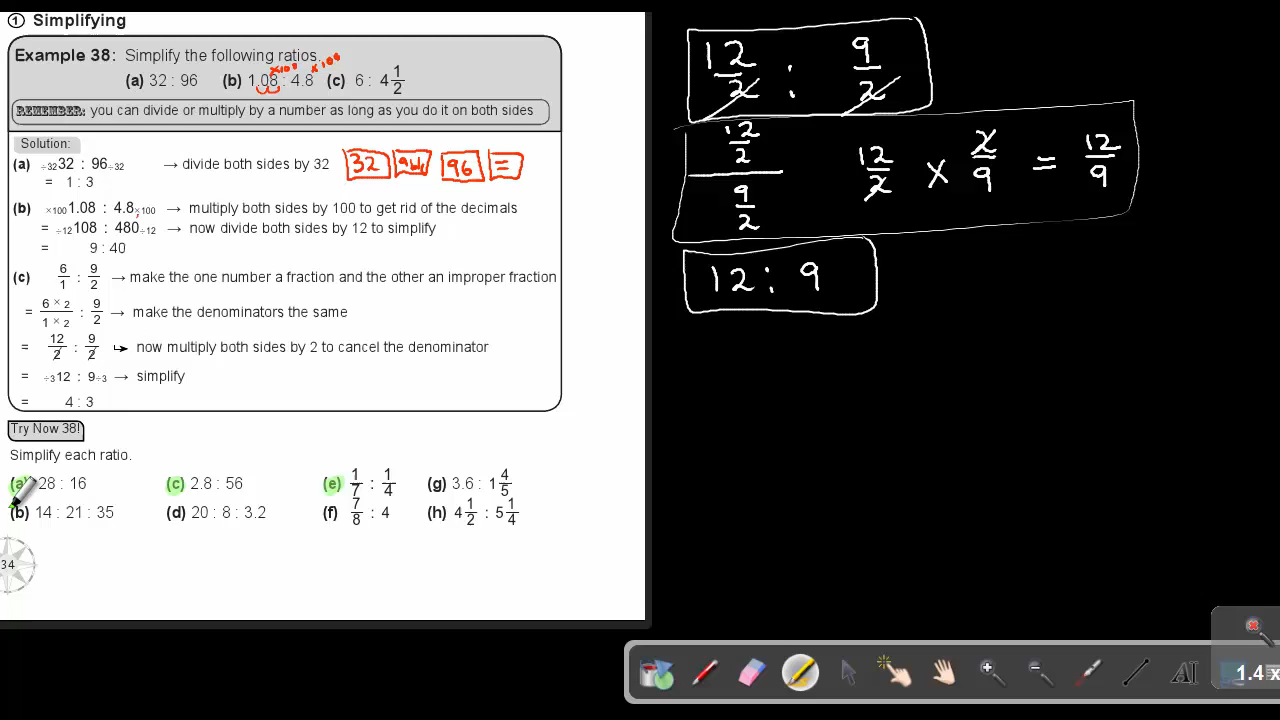 ① Simplifying
Example 38: Simplify the following ratios.
×100 ×100
(a) 32 : 96 (b) 1.08 : 4.8 (c) 6 : 4 1/2
REMEMBER: you can divide or multiply by a number as long as you do it on both sides
Solution:
(a) ÷32 32 : 96 ÷32 → divide both sides by 32
32 96 =
= 1 : 3
(b) ×100 1.08 : 4.8 ×100 → multiply both sides by 100 to get rid of the decimals
= ÷12 108 : 480 ÷12 → now divide both sides by 12 to simplify
= 9 : 40
(c) 6/1 : 9/2 → make the one number a fraction and the other an improper fraction
= 6 × 2/1 × 2 : 9/2 → make the denominators the same
= 12/2 : 9/2 ↳ now multiply both sides by 2 to cancel the denominator
= ÷3 12 : 9 ÷3 → simplify
= 4 : 3
Try Now 38!
Simplify each ratio.
(a) 28 : 16 (c) 2.8 : 56 (e) 1/7 : 1/4 (g) 3.6 : 1 4/5
(b) 14 : 21 : 35 (d) 20 : 8 : 3.2 (f) 7/8 : 4 (h) 4 1/2 : 5 1/4
34
12/2 : 9/2
12/2 / 9/2 12/2 × 2/9 = 12/9
12 : 9
AI
1.4 x